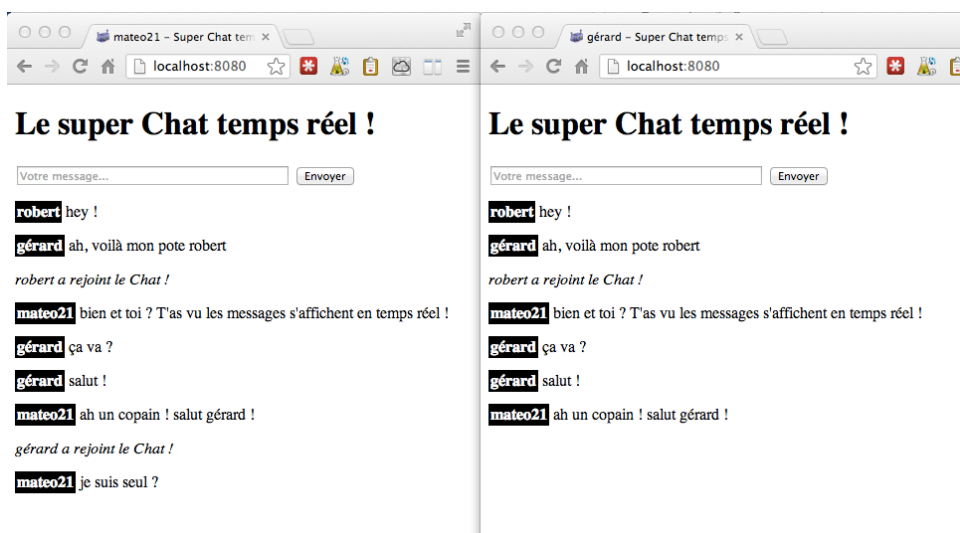 mateo21 – Super Chat tem
localhost:8080
Le super Chat temps réel !
Votre message...
Envoyer
robert hey !
gérard ah, voilà mon pote robert
robert a rejoint le Chat !
mateo21 bien et toi ? T'as vu les messages s'affichent en temps réel !
gérard ça va ?
gérard salut !
mateo21 ah un copain ! salut gérard !
gérard a rejoint le Chat !
mateo21 je suis seul ?
gérard – Super Chat temps
localhost:8080
Le super Chat temps réel !
Votre message...
Envoyer
robert hey !
gérard ah, voilà mon pote robert
robert a rejoint le Chat !
mateo21 bien et toi ? T'as vu les messages s'affichent en temps réel !
gérard ça va ?
gérard salut !
mateo21 ah un copain ! salut gérard !